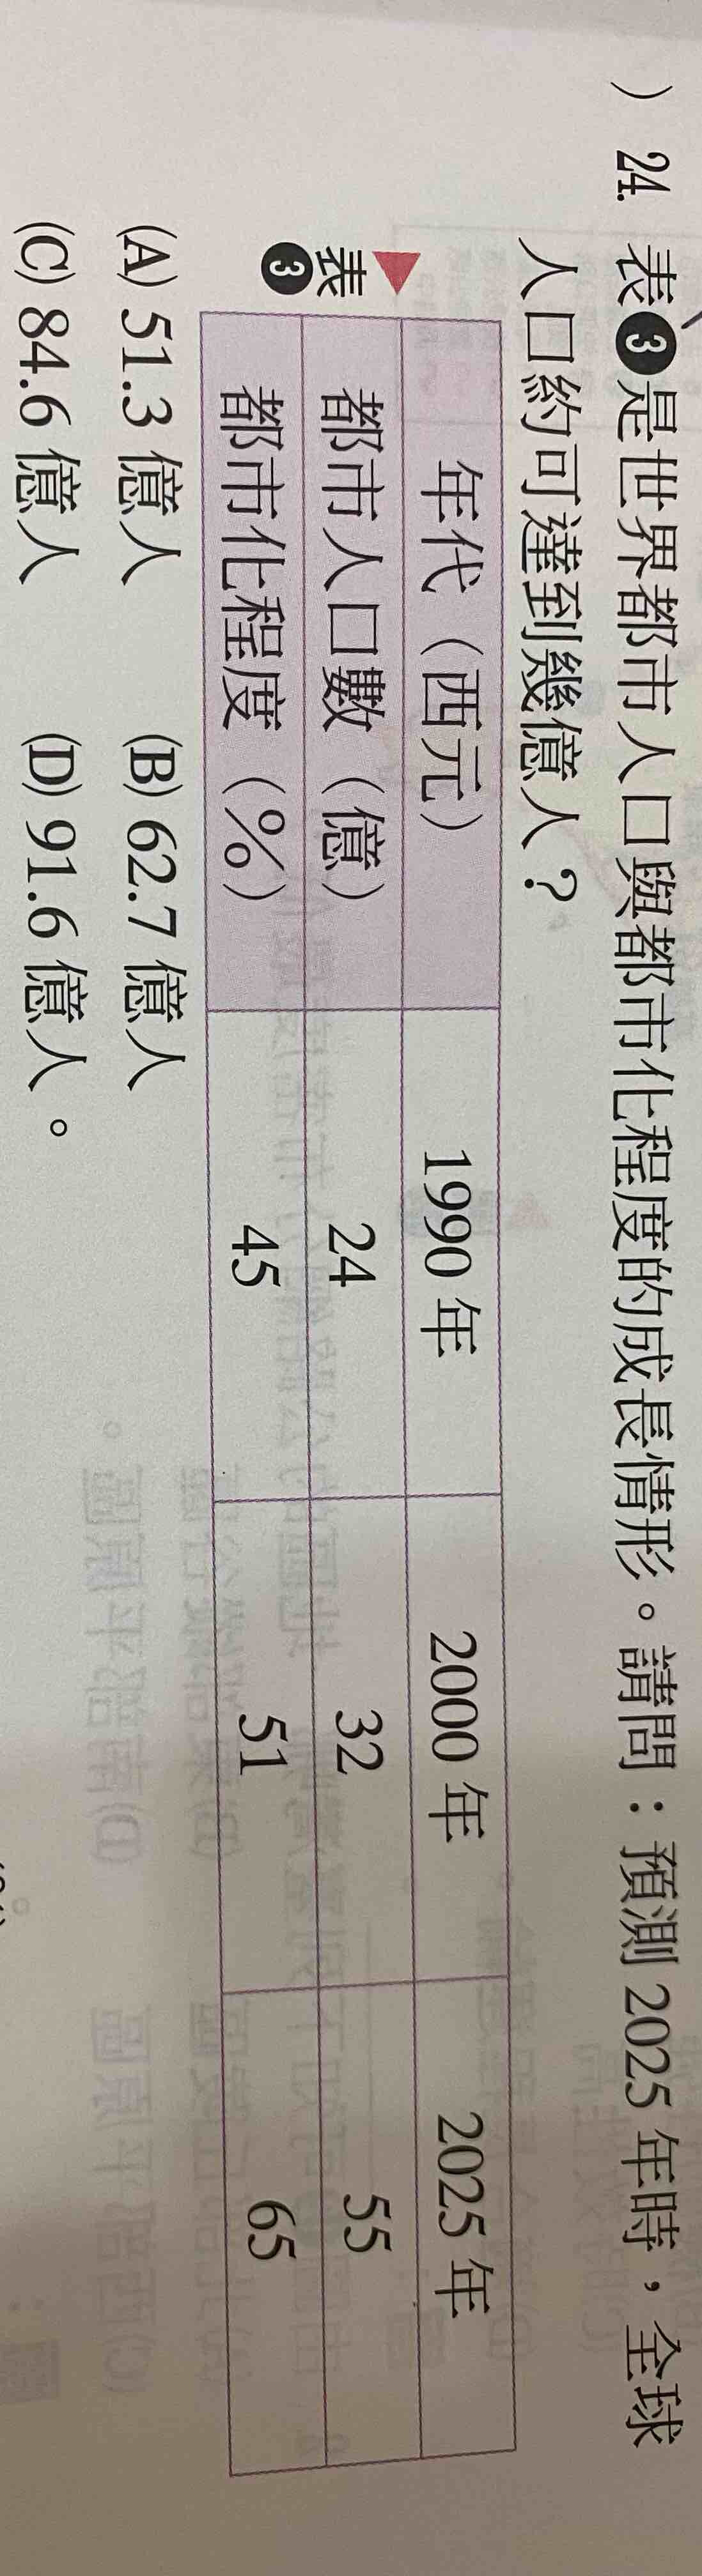 ）24. 表❸是世界都市人口與都市化程度的成長情形。請問：預測 2025 年時，全球
人口約可達到幾億人？
▼表❸
年代（西元） 1990 年 2000 年 2025 年
都市人口數（億） 24 32 55
都市化程度（%） 45 51 65
(A) 51.3 億人 (B) 62.7 億人
(C) 84.6 億人 (D) 91.6 億人。